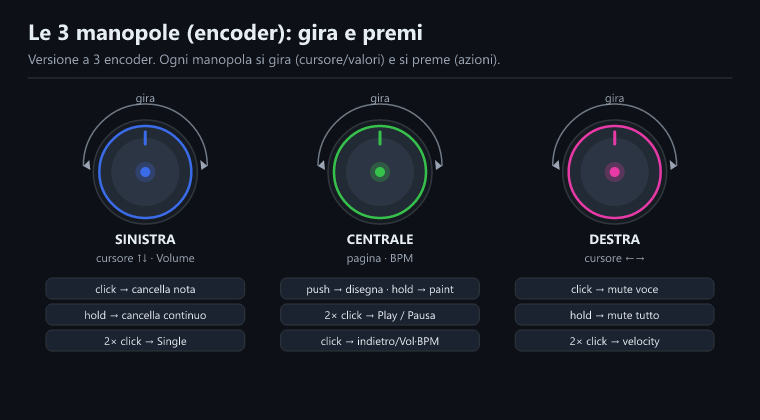 Le 3 manopole (encoder): gira e premi
Versione a 3 encoder. Ogni manopola si gira (cursore/valori) e si preme (azioni).
gira
gira
gira
SINISTRA
CENTRALE
DESTRA
cursore ↑↓ · Volume
pagina · BPM
cursore ←→
click → cancella nota
push → disegna · hold → paint
click → mute voce
hold → cancella continuo
2× click → Play / Pausa
hold → mute tutto
2× click → Single
click → indietro/Vol·BPM
2× click → velocity